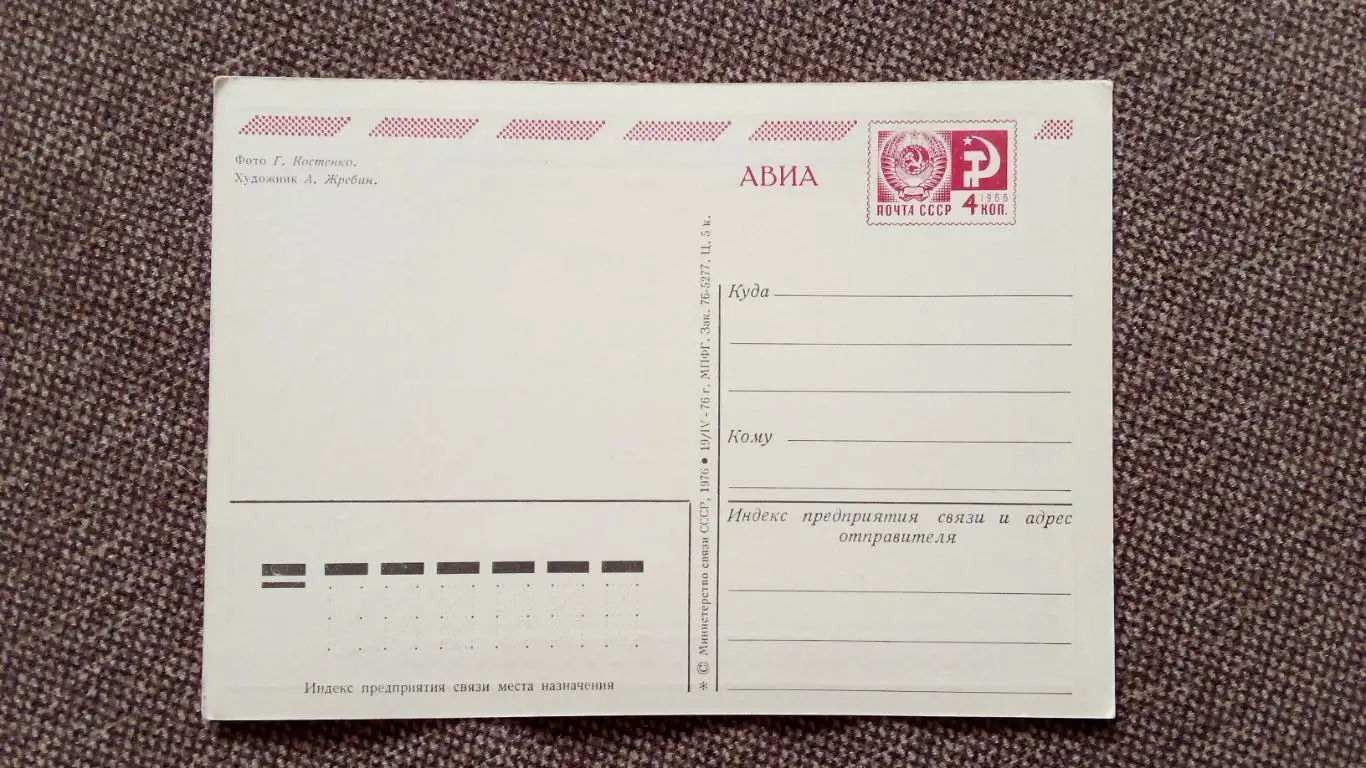 Фото Г. Костенко.
Художник А. Жребин.
АВИА
ПОЧТА СССР
1966
4 КОП.
* © Министерство связи СССР, 1976 • 19/IV - 76 г. МПФГ. Зак. 76-5277. Ц. 5 к.
Куда
Кому
Индекс предприятия связи и адрес
отправителя
Индекс предприятия связи места назначения